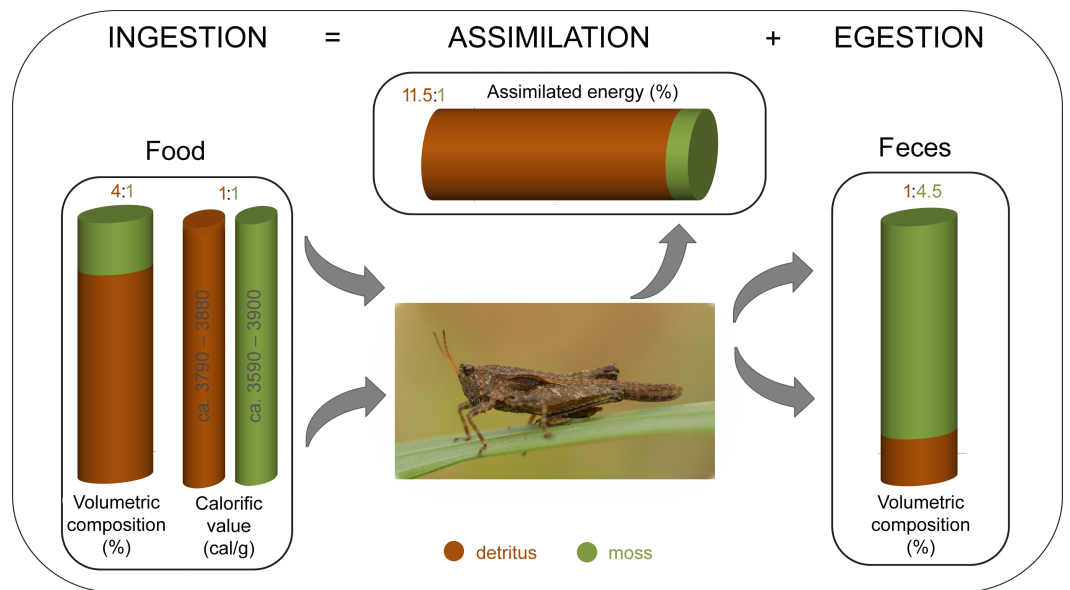 INGESTION = ASSIMILATION + EGESTION
11.5:1 Assimilated energy (%)
Food
4:1 1:1
ca. 3790 – 3880
ca. 3590 – 3900
Volumetric
composition
(%)
Calorific
value
(cal/g)
Feces
1:4.5
Volumetric
composition
(%)
detritus moss